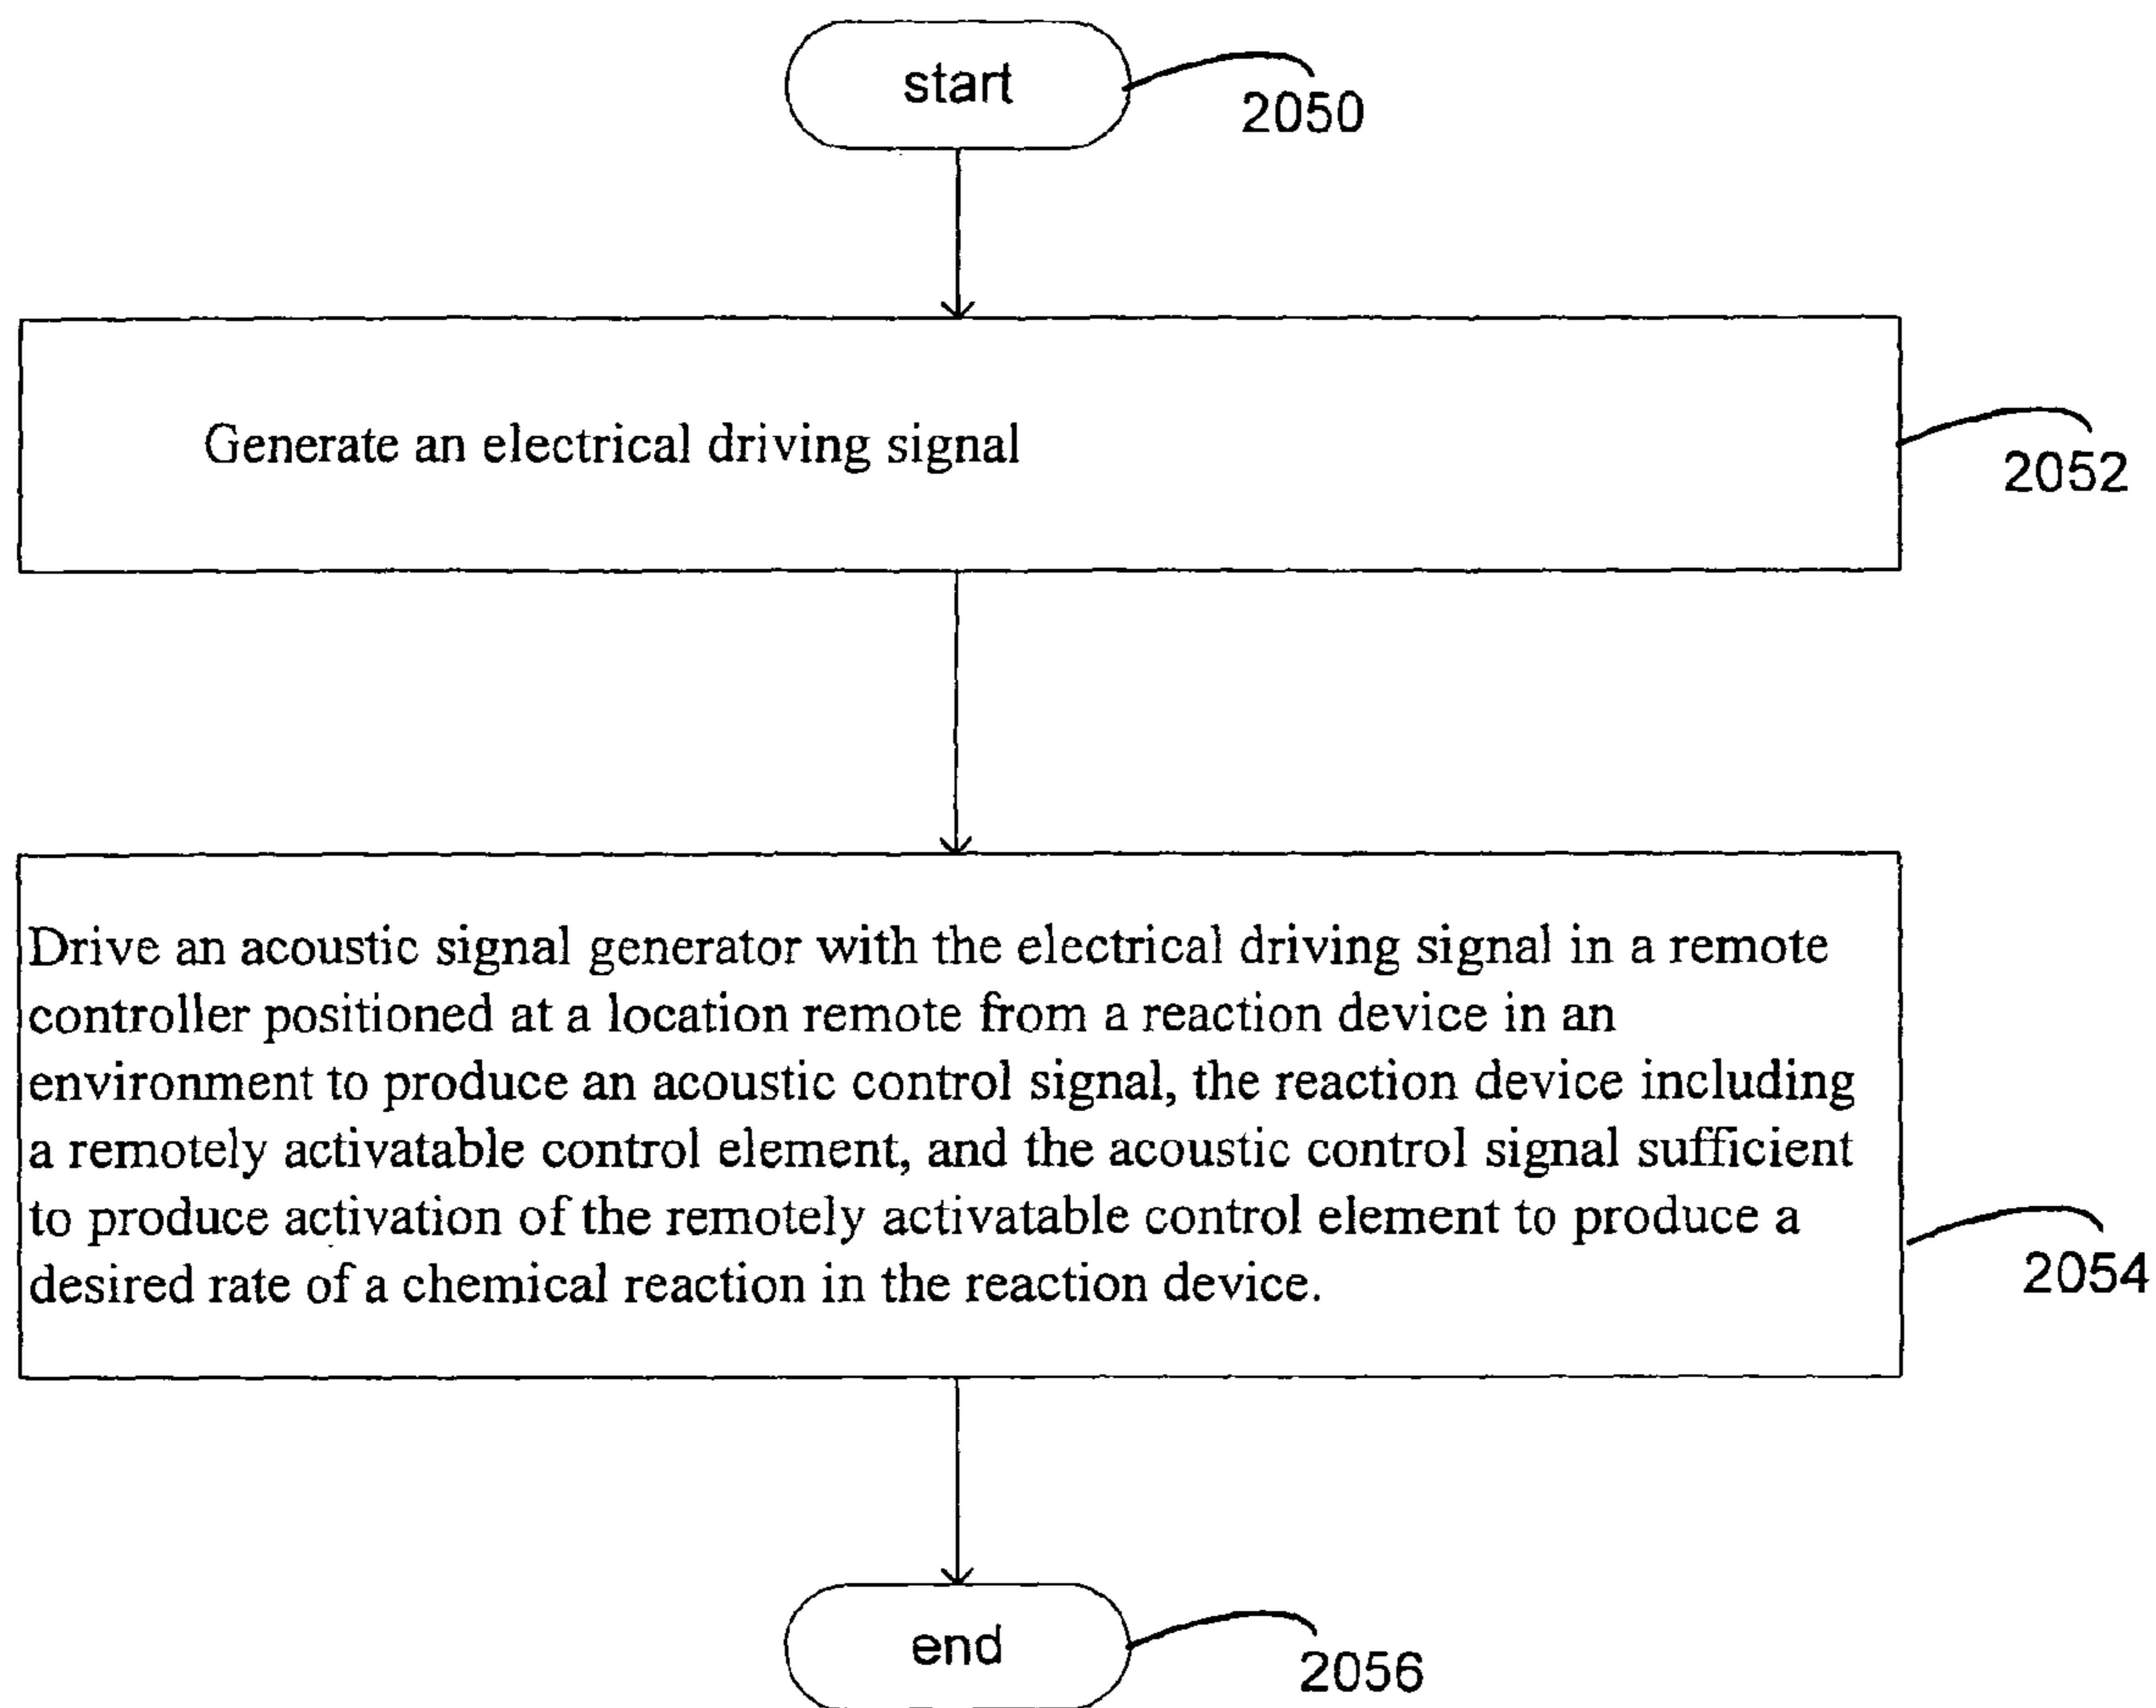 start
2050
Generate an electrical driving signal
2052
Drive an acoustic signal generator with the electrical driving signal in a remote
controller positioned at a location remote from a reaction device in an
environment to produce an acoustic control signal, the reaction device including
a remotely activatable control element, and the acoustic control signal sufficient
to produce activation of the remotely activatable control element to produce a
desired rate of a chemical reaction in the reaction device.
2054
end
2056